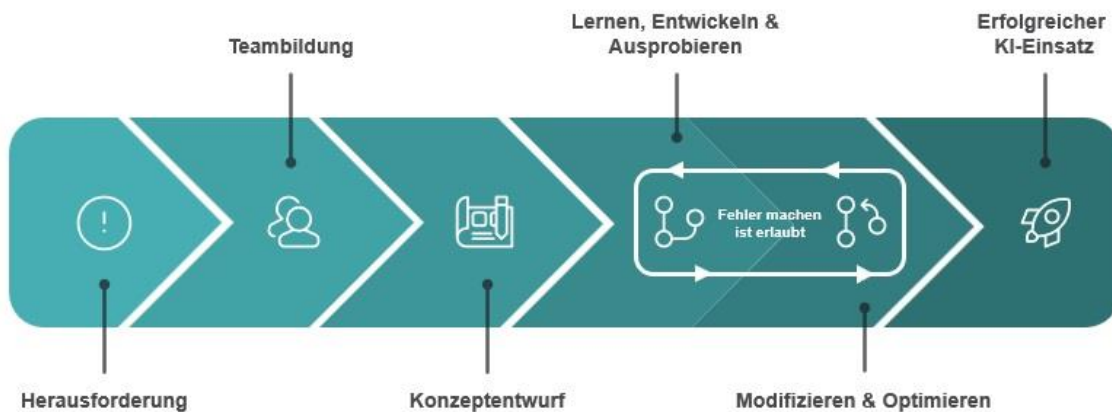 Lernen, Entwickeln &
Ausprobieren
Erfolgreicher
KI-Einsatz
Teambildung
Fehler machen
ist erlaubt
Herausforderung
Konzeptentwurf
Modifizieren & Optimieren